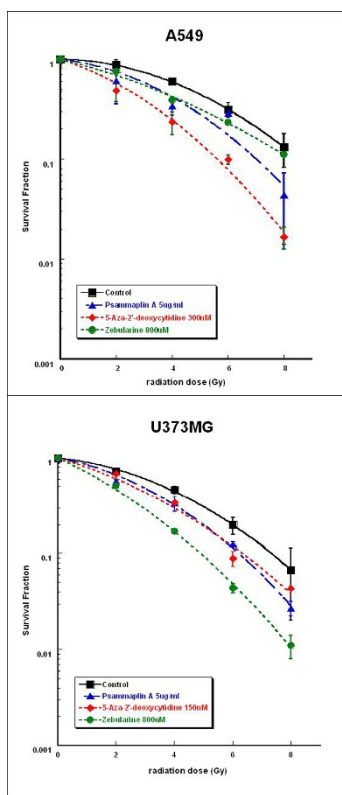 A549
1
0.1
0.01
0.001
Survival Fraction
Control
Psammaplin A 5ug/ml
5-Aza-2'-deoxycytidine 300nM
Zebularine 800uM
0 2 4 6 8
radiation dose (Gy)
U373MG
1
0.1
0.01
0.001
Survival Fraction
Control
Psammaplin A 5ug/ml
5-Aza-2'-deoxycytidine 150nM
Zebularine 800uM
0 2 4 6 8
radiation dose (Gy)